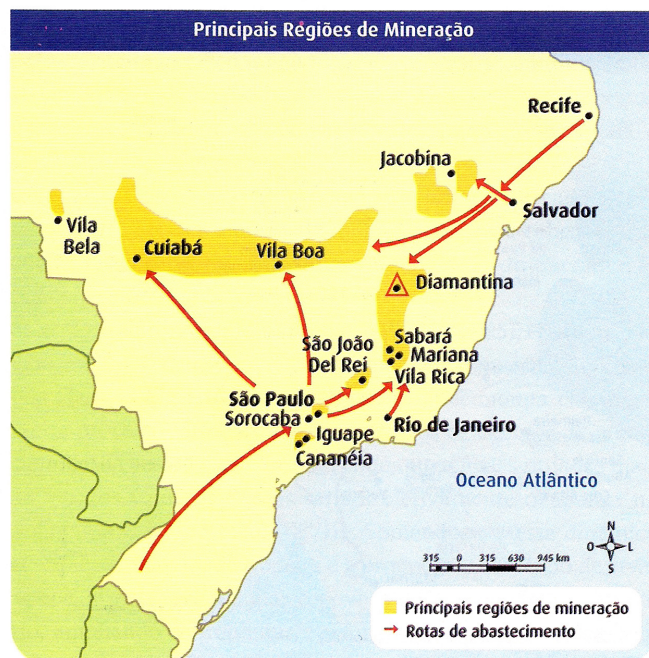 Principais Regiões de Mineração
Recife
Jacobina
Salvador
Vila
Bela
Cuiabá
Vila Boa
Diamantina
Sabará
Mariana
Vila Rica
São João
Del Rei
São Paulo
Sorocaba
Rio de Janeiro
Iguape
Cananéia
Oceano Atlântico
N
O
L
S
315 0 315 630 945 km
Principais regiões de mineração
Rotas de abastecimento